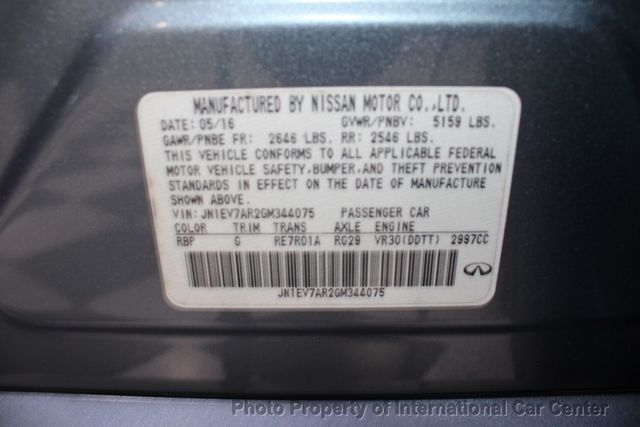 MANUFACTURED BY NISSAN MOTOR CO.,LTD.
DATE: 05/16 GVWR/PNBV: 5159 LBS.
GAWR/PNBE FR: 2646 LBS. RR: 2546 LBS.
THIS VEHICLE CONFORMS TO ALL APPLICABLE FEDERAL
MOTOR VEHICLE SAFETY,BUMPER,AND THEFT PREVENTION
STANDARDS IN EFFECT ON THE DATE OF MANUFACTURE
SHOWN ABOVE.
VIN: JN1EV7AR2GM344075 PASSENGER CAR
COLOR TRIM TRANS AXLE ENGINE
RBP G RE7R01A RG29 VR30(DDTT) 2997CC
JN1EV7AR2GM344075
Photo Property of International Car Center